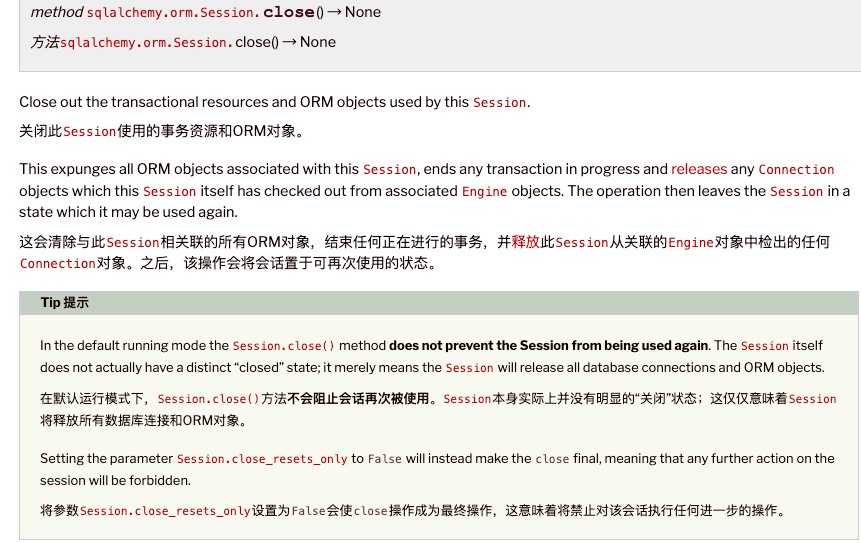 method sqlalchemy.orm.Session.close() → None
方法sqlalchemy.orm.Session.close() → None
Close out the transactional resources and ORM objects used by this Session.
关闭此Session使用的事务资源和ORM对象。
This expunges all ORM objects associated with this Session, ends any transaction in progress and releases any Connection
objects which this Session itself has checked out from associated Engine objects. The operation then leaves the Session in a
state which it may be used again.
这会清除与此Session相关联的所有ORM对象，结束任何正在进行的事务，并释放此Session从关联的Engine对象中检出的任何
Connection对象。之后，该操作会将会话置于可再次使用的状态。
Tip 提示
In the default running mode the Session.close() method does not prevent the Session from being used again. The Session itself
does not actually have a distinct “closed” state; it merely means the Session will release all database connections and ORM objects.
在默认运行模式下，Session.close()方法不会阻止会话再次被使用。Session本身实际上并没有明显的“关闭”状态；这仅仅意味着Session
将释放所有数据库连接和ORM对象。
Setting the parameter Session.close_resets_only to False will instead make the close final, meaning that any further action on the
session will be forbidden.
将参数Session.close_resets_only设置为False会使close操作成为最终操作，这意味着将禁止对该会话执行任何进一步的操作。